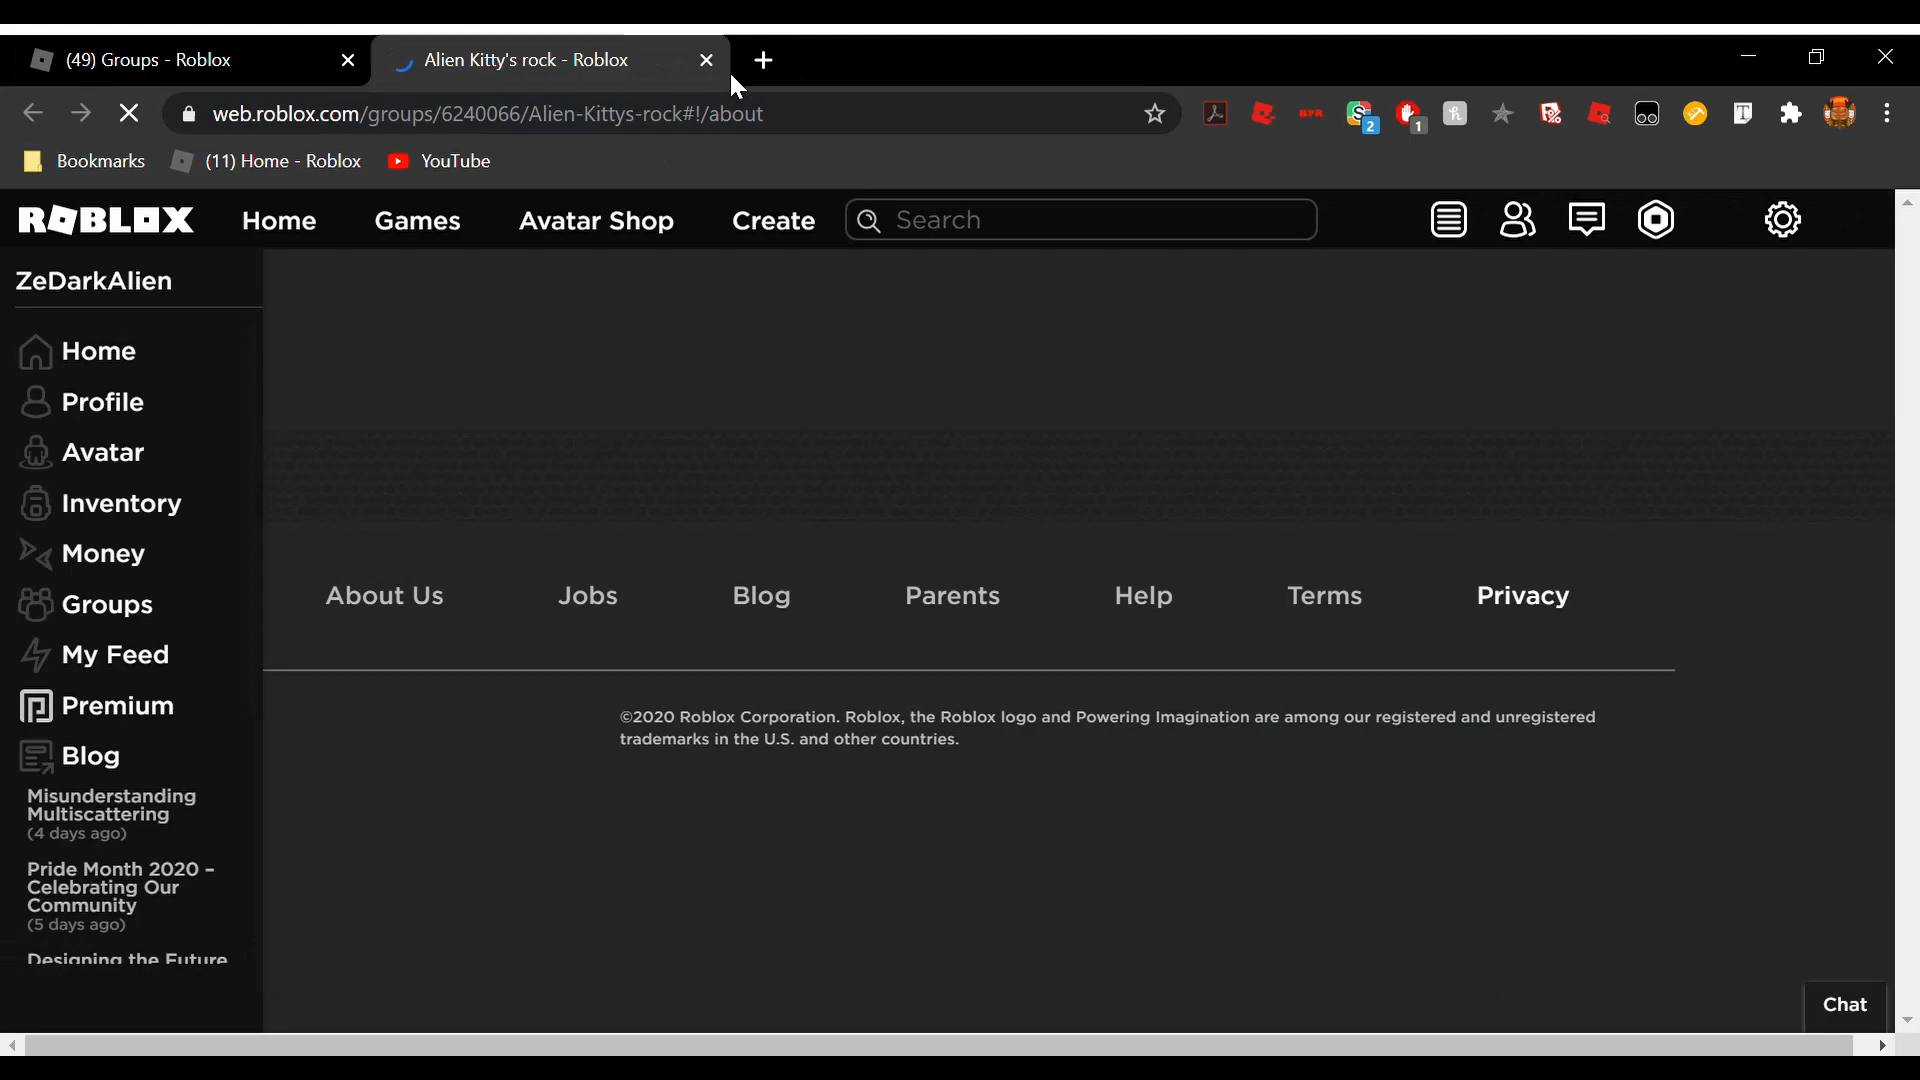 (49) Groups - Roblox
Alien Kitty's rock - Roblox
web.roblox.com/groups/6240066/Alien-Kittys-rock#!/about
2
1
Bookmarks
(11) Home - Roblox
YouTube
ROBLOX
Home
Games
Avatar Shop
Create
Search
ZeDarkAlien
Home
Profile
Avatar
Inventory
Money
Groups
My Feed
Premium
Blog
Misunderstanding
Multiscattering
(4 days ago)
Pride Month 2020 –
Celebrating Our
Community
(5 days ago)
Designing the Future
About Us
Jobs
Blog
Parents
Help
Terms
Privacy
©2020 Roblox Corporation. Roblox, the Roblox logo and Powering Imagination are among our registered and unregistered
trademarks in the U.S. and other countries.
Chat